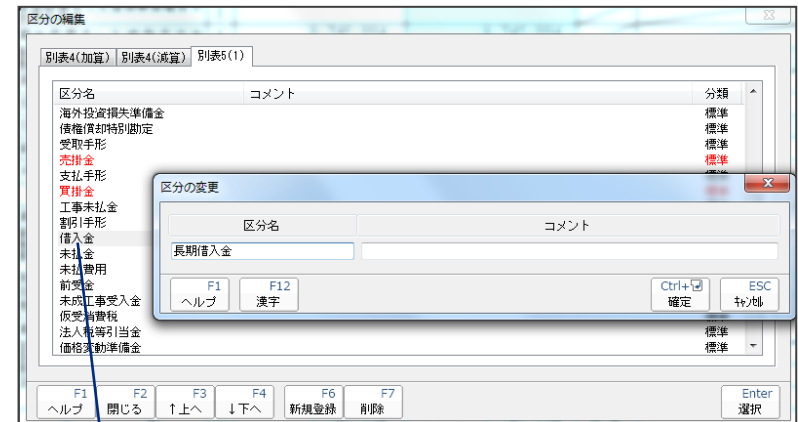 区分の編集
別表4(加算) 別表4(減算) 別表5(1)
区分名 コメント 分類
海外投資損失準備金 標準
債権償却特別勘定 標準
受取手形 標準
売掛金 標準
支払手形
買掛金
工事未払金
割引手形
借入金
未払金
未払費用
前受金
未成工事受入金
仮受消費税
法人税等引当金 標準
価格変動準備金 標準
区分の変更
区分名 コメント
長期借入金
F1 F12 Ctrl+ ESC
ヘルプ 漢字 確定 ｷｬﾝｾﾙ
F1 F2 F3 F4 F6 F7 Enter
ヘルプ 閉じる ↑上へ ↓下へ 新規登録 削除 選択